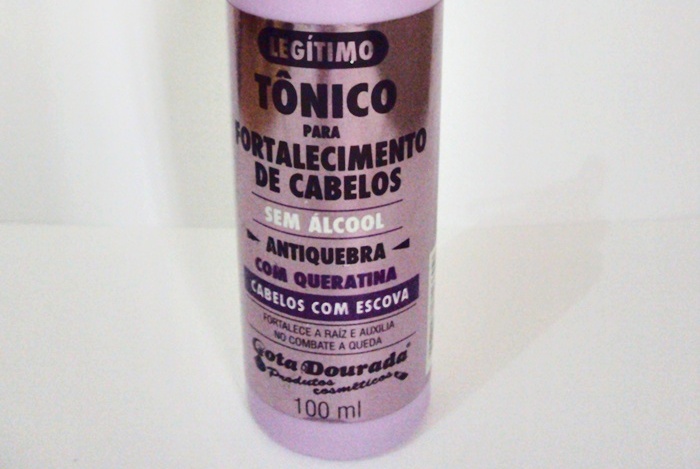 LEGÍTIMO
TÔNICO
PARA
FORTALECIMENTO
DE CABELOS
SEM ÁLCOOL
ANTIQUEBRA
COM QUERATINA
CABELOS COM ESCOVA
FORTALECE A RAÍZ E AUXILIA
NO COMBATE A QUEDA
Gota Dourada®
Produtos
cosméticos
100 ml